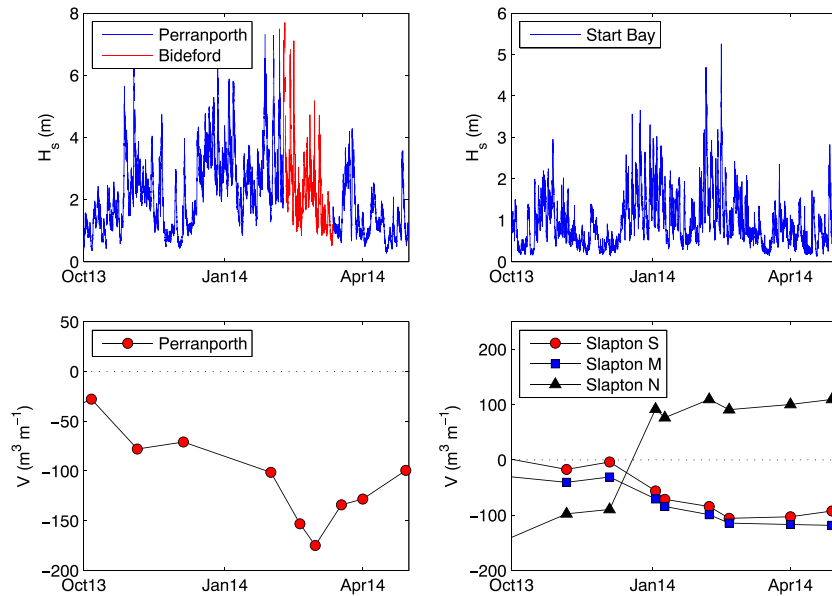 8
6
4
2
0
H_s (m)
Perranporth
Bideford
Oct13
Jan14
Apr14
6
5
4
3
2
1
0
H_s (m)
Start Bay
Oct13
Jan14
Apr14
50
0
−50
−100
−150
−200
V (m³ m⁻¹)
Perranporth
Oct13
Jan14
Apr14
200
100
0
−100
−200
V (m³ m⁻¹)
Slapton S
Slapton M
Slapton N
Oct13
Jan14
Apr14